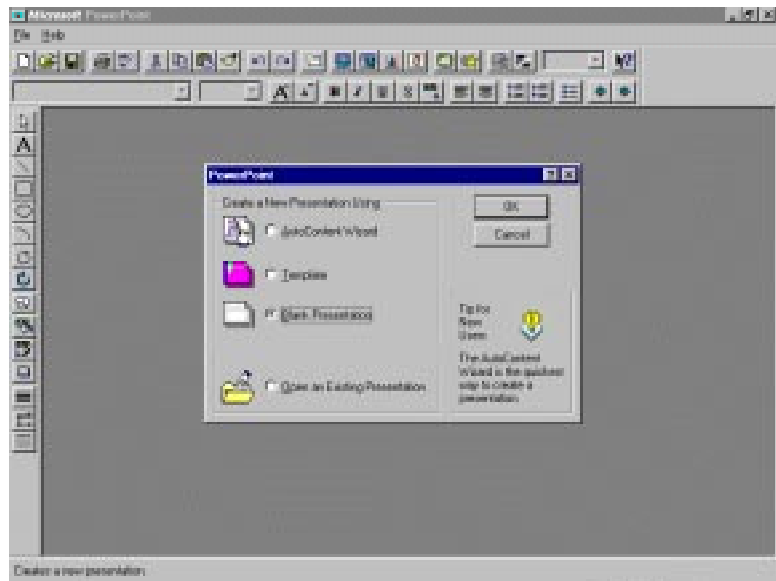 Microsoft PowerPoint
File Help
PowerPoint
Create a New Presentation Using
AutoContent Wizard
Template
Blank Presentation
Open an Existing Presentation
OK
Cancel
Tip for
New
Users
The AutoContent
Wizard is the quickest
way to create a
presentation.
Creates a new presentation